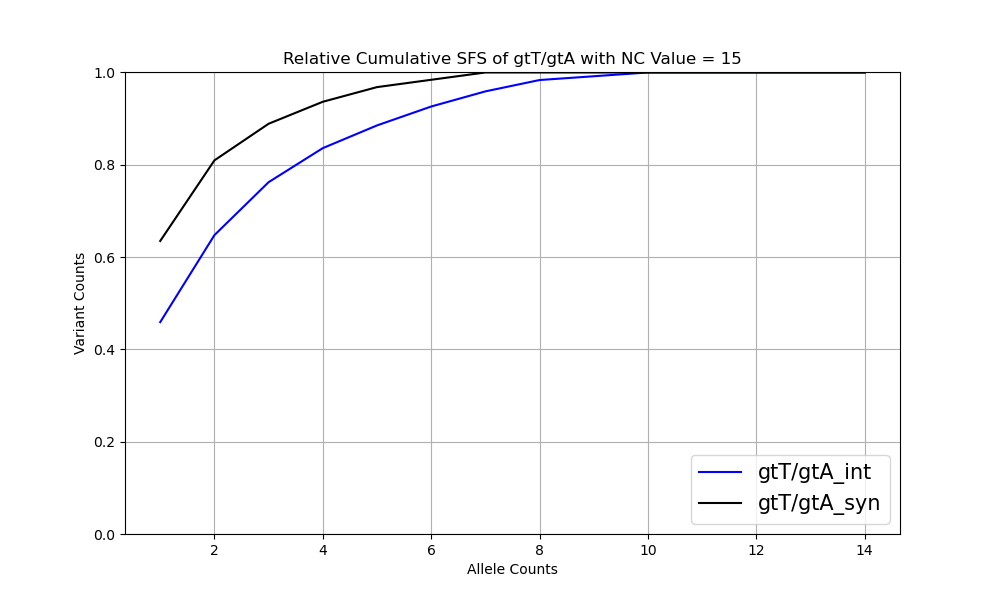 Relative Cumulative SFS of gtT/gtA with NC Value = 15
1.0
0.8
0.6
0.4
0.2
0.0
Variant Counts
2 4 6 8 10 12 14
Allele Counts
gtT/gtA_int
gtT/gtA_syn